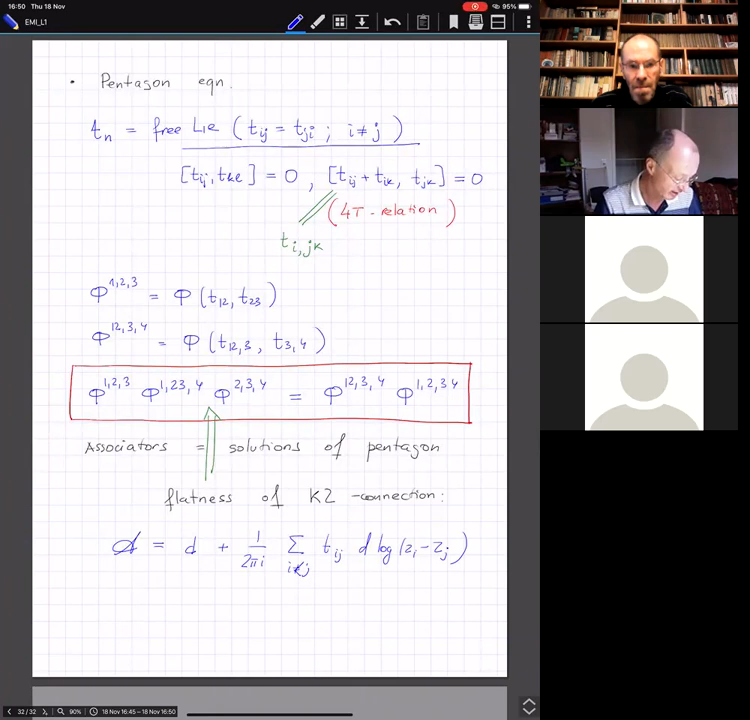 16:50 Thu 18 Nov
95%
EMI_L1
• Pentagon eqn.
t_n = free Lie (t_ij = t_ji ; i≠j)
[t_ij, t_ke] = 0 , [t_ij + t_ik, t_jk] = 0
(4T-relation)
t_i,jk
Φ^1,2,3 = Φ (t_12, t_23)
Φ^12,3,4 = Φ (t_12,3 , t_3,4)
Φ^1,2,3 Φ^1,23,4 Φ^2,3,4 = Φ^12,3,4 Φ^1,2,34
Associators = solutions of pentagon
flatness of KZ-connection:
𝒜 = d + 1/2πi Σ_i<j t_ij d log(z_i - z_j)
32/32 90% 18 Nov 16:45 – 18 Nov 16:50